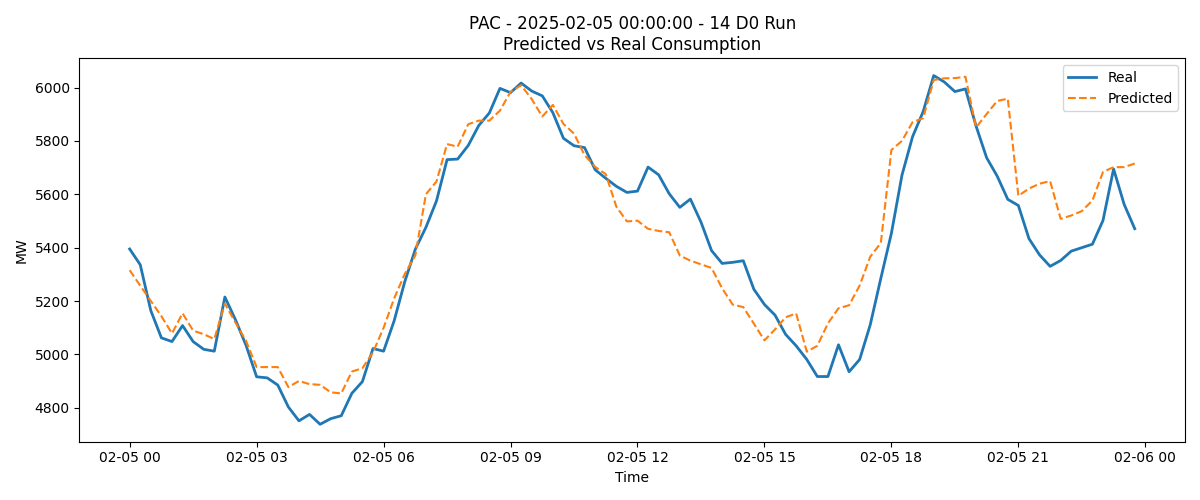 PAC - 2025-02-05 00:00:00 - 14 D0 Run
Predicted vs Real Consumption
Real
Predicted
MW
6000
5800
5600
5400
5200
5000
4800
02-05 00
02-05 03
02-05 06
02-05 09
02-05 12
02-05 15
02-05 18
02-05 21
02-06 00
Time